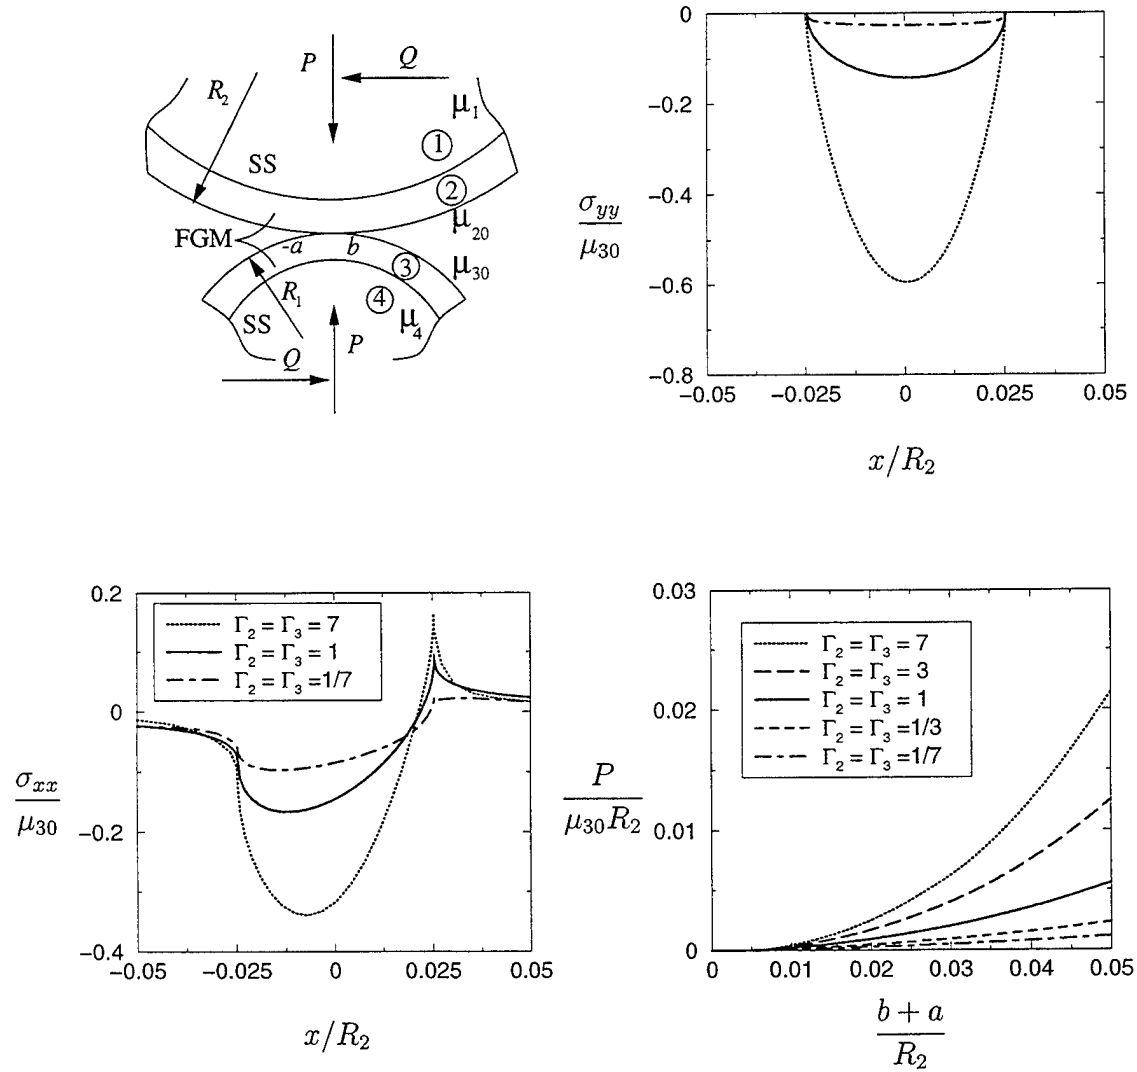 P
Q
R₂
μ₁
①
SS
②
μ₂₀
FGM
-a
b
③
μ₃₀
R₁
④
SS
μ₄
Q
P
0
−0.2
−0.4
−0.6
−0.8
σyy
μ₃₀
−0.05
−0.025
0
0.025
0.05
x/R₂
0.2
0
−0.2
−0.4
Γ₂ = Γ₃ = 7
Γ₂ = Γ₃ = 1
Γ₂ = Γ₃ =1/7
σxx
μ₃₀
−0.05
−0.025
0
0.025
0.05
x/R₂
0.03
0.02
0.01
0
Γ₂ = Γ₃ = 7
Γ₂ = Γ₃ = 3
Γ₂ = Γ₃ = 1
Γ₂ = Γ₃ =1/3
Γ₂ = Γ₃ =1/7
P
μ₃₀R₂
0
0.01
0.02
0.03
0.04
0.05
b + a
R₂